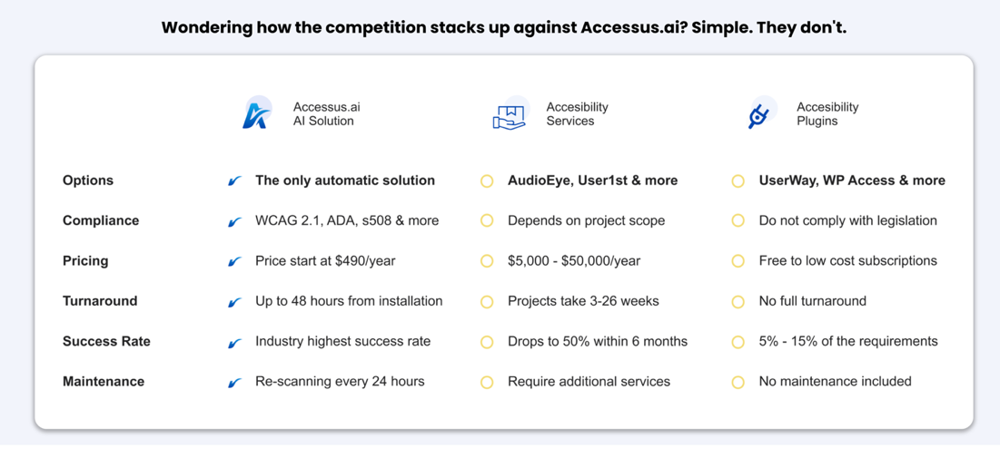 Wondering how the competition stacks up against Accessus.ai? Simple. They don't.
Accessus.ai
AI Solution
Accesibility
Services
Accesibility
Plugins
Options
The only automatic solution
AudioEye, User1st & more
UserWay, WP Access & more
Compliance
WCAG 2.1, ADA, s508 & more
Depends on project scope
Do not comply with legislation
Pricing
Price start at $490/year
$5,000 - $50,000/year
Free to low cost subscriptions
Turnaround
Up to 48 hours from installation
Projects take 3-26 weeks
No full turnaround
Success Rate
Industry highest success rate
Drops to 50% within 6 months
5% - 15% of the requirements
Maintenance
Re-scanning every 24 hours
Require additional services
No maintenance included